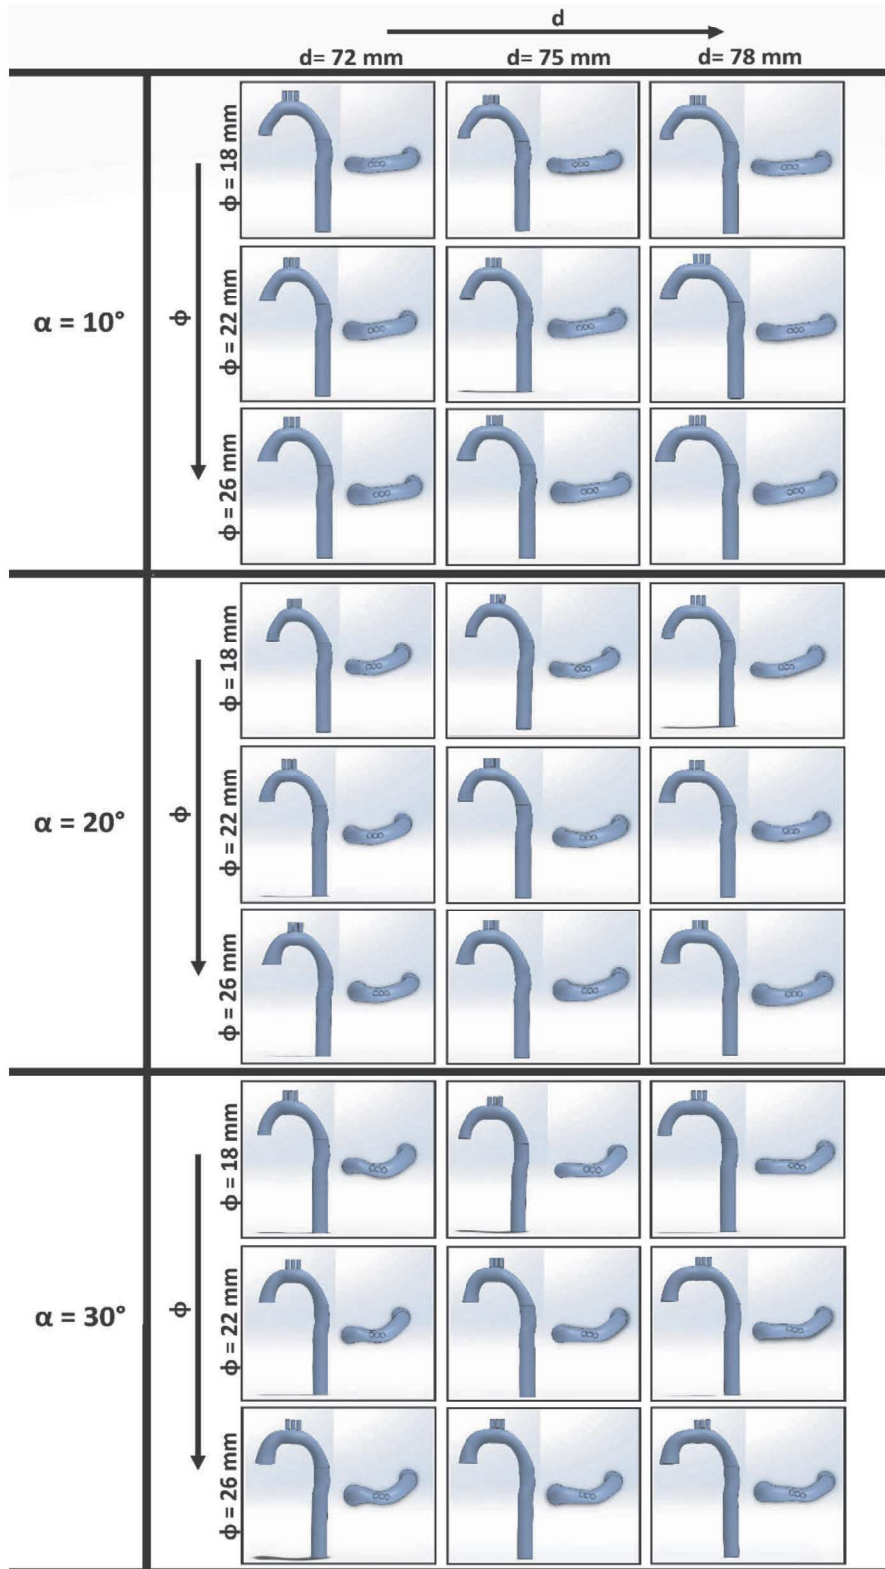 d
d= 72 mm d= 75 mm d= 78 mm
α = 10°
ϕ
ϕ = 18 mm
ϕ = 22 mm
ϕ = 26 mm
α = 20°
ϕ
ϕ = 18 mm
ϕ = 22 mm
ϕ = 26 mm
α = 30°
ϕ
ϕ = 18 mm
ϕ = 22 mm
ϕ = 26 mm